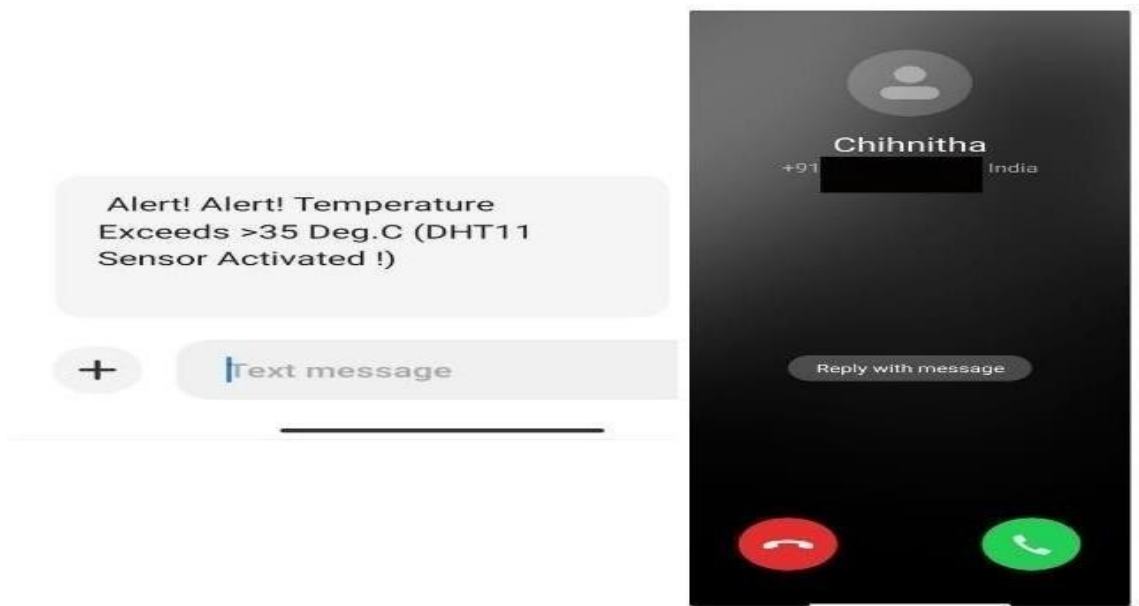 Alert! Alert! Temperature
Exceeds >35 Deg.C (DHT11
Sensor Activated !)
Text message
Chihnitha
+91 India
Reply with message